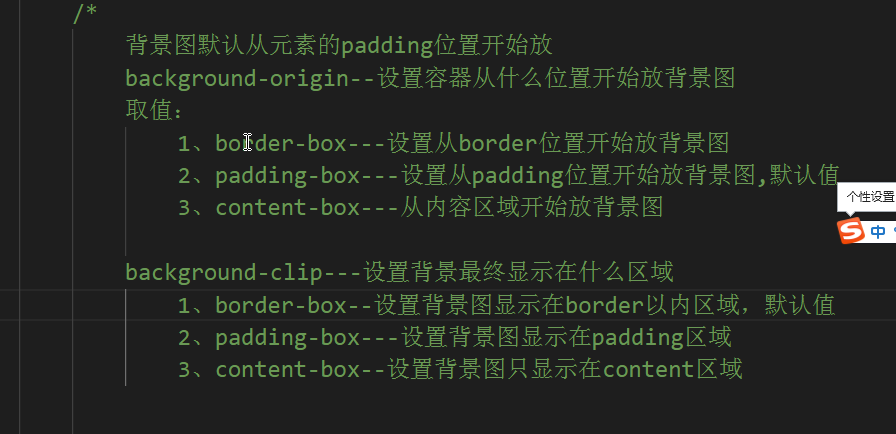 /*
背景图默认从元素的padding位置开始放
background-origin--设置容器从什么位置开始放背景图
取值：
1、border-box---设置从border位置开始放背景图
2、padding-box---设置从padding位置开始放背景图,默认值
3、content-box---从内容区域开始放背景图
个性设置
中
background-clip---设置背景最终显示在什么区域
1、border-box--设置背景图显示在border以内区域，默认值
2、padding-box---设置背景图显示在padding区域
3、content-box--设置背景图只显示在content区域